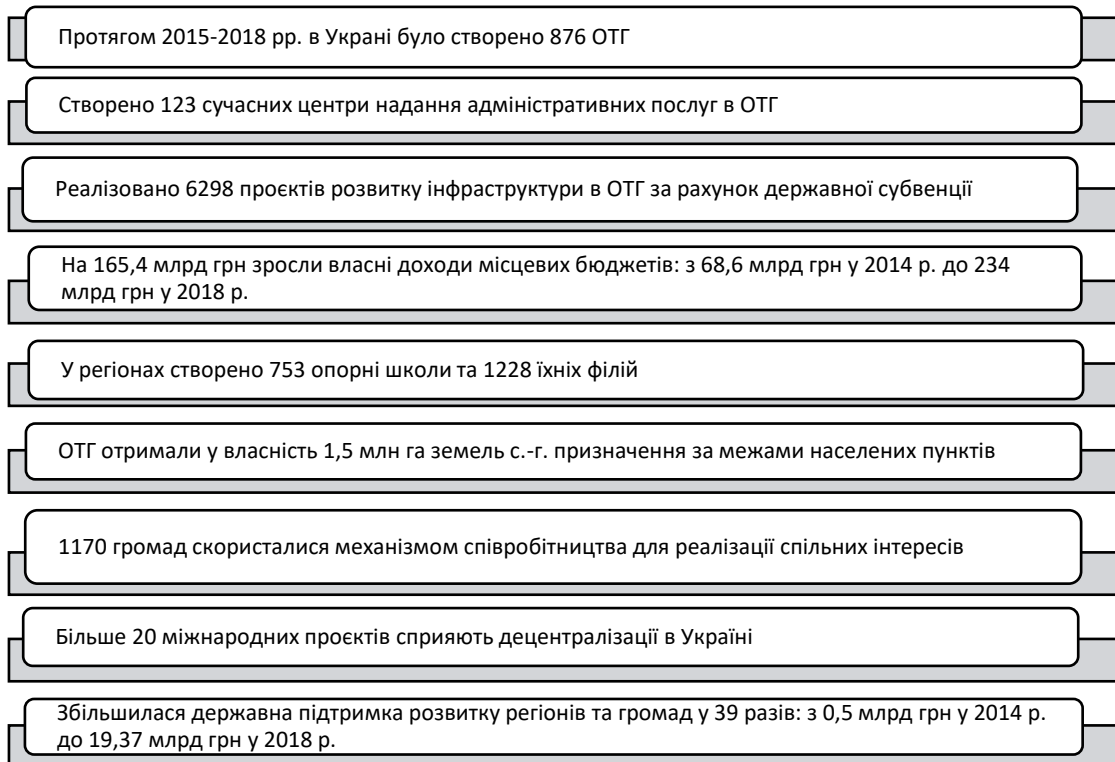 Протягом 2015-2018 рр. в Украні було створено 876 ОТГ
Створено 123 сучасних центри надання адміністративних послуг в ОТГ
Реалізовано 6298 проєктів розвитку інфраструктури в ОТГ за рахунок державної субвенції
На 165,4 млрд грн зросли власні доходи місцевих бюджетів: з 68,6 млрд грн у 2014 р. до 234
млрд грн у 2018 р.
У регіонах створено 753 опорні школи та 1228 їхніх філій
ОТГ отримали у власність 1,5 млн га земель с.-г. призначення за межами населених пунктів
1170 громад скористалися механізмом співробітництва для реалізації спільних інтересів
Більше 20 міжнародних проєктів сприяють децентралізації в Україні
Збільшилася державна підтримка розвитку регіонів та громад у 39 разів: з 0,5 млрд грн у 2014 р.
до 19,37 млрд грн у 2018 р.